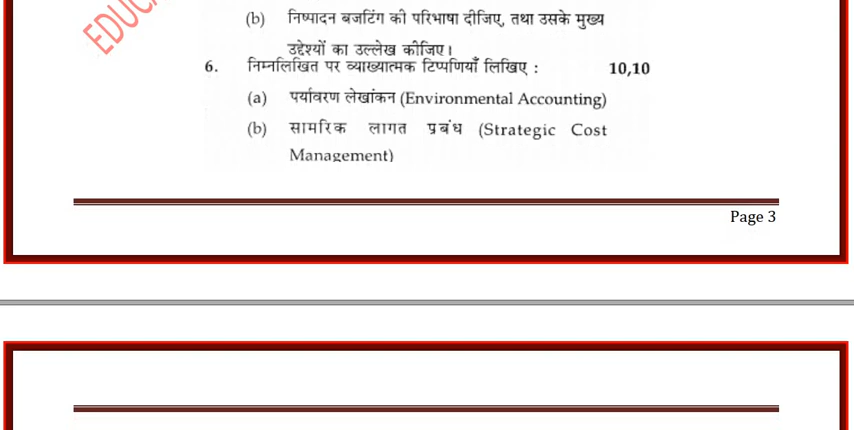 EDUC
(b) निष्पादन बजटिंग की परिभाषा दीजिए, तथा उसके मुख्य
उद्देश्यों का उल्लेख कीजिए।
6. निम्नलिखित पर व्याख्यात्मक टिप्पणियाँ लिखिए : 10,10
(a) पर्यावरण लेखांकन (Environmental Accounting)
(b) सामरिक लागत प्रबंध (Strategic Cost
Management)
Page 3